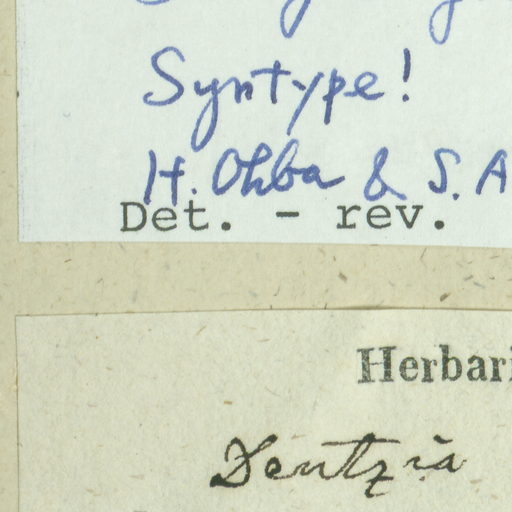 Syntype!
H. Ohba & S. A
Det. - rev.
Herbari
Deutzia